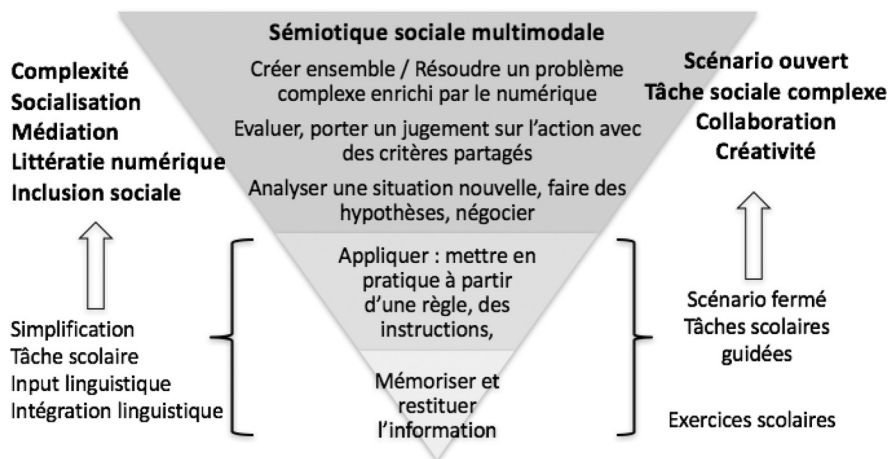 Sémiotique sociale multimodale
Créer ensemble / Résoudre un problème
complexe enrichi par le numérique
Evaluer, porter un jugement sur l'action avec
des critères partagés
Analyser une situation nouvelle, faire des
hypothèses, négocier
Appliquer : mettre en
pratique à partir
d'une règle, des
instructions,
Mémoriser et
restituer
l'information
Complexité
Socialisation
Médiation
Littératie numérique
Inclusion sociale
Simplification
Tâche scolaire
Input linguistique
Intégration linguistique
Scénario ouvert
Tâche sociale complexe
Collaboration
Créativité
Scénario fermé
Tâches scolaires
guidées
Exercices scolaires